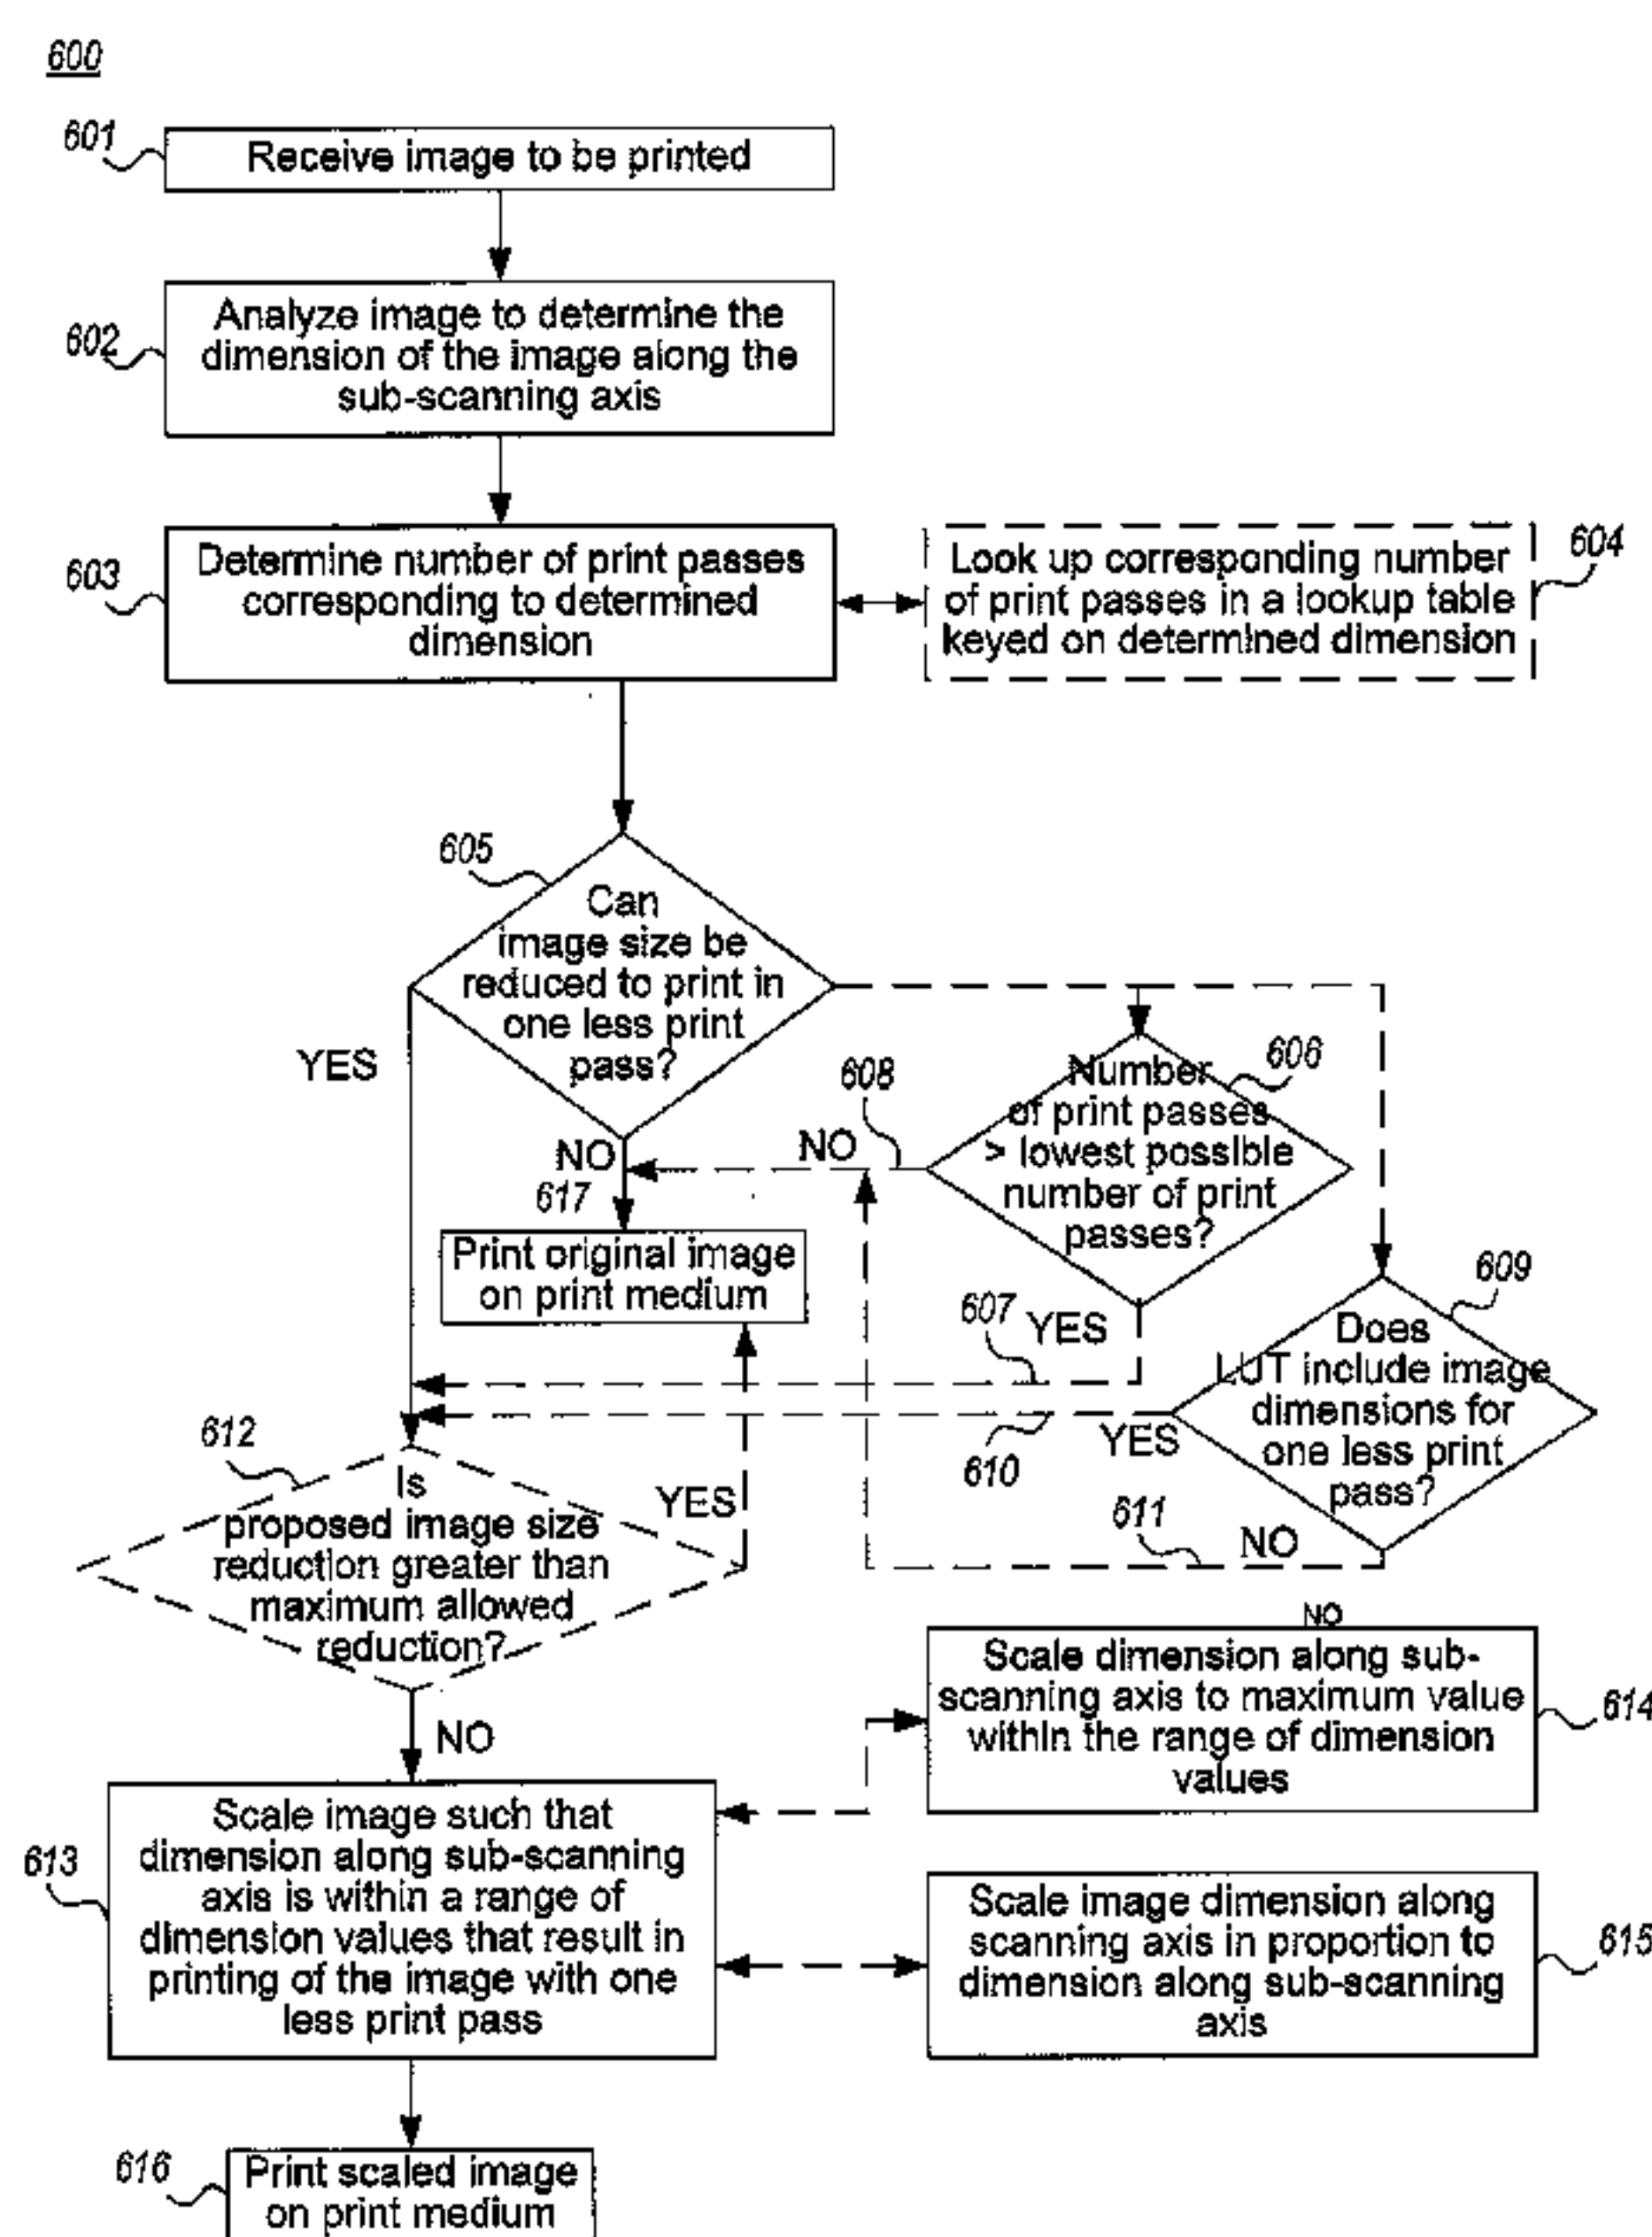 600
601
Receive image to be printed
602
Analyze image to determine the
dimension of the image along the
sub-scanning axis
603
Determine number of print passes
corresponding to determined
dimension
Look up corresponding number
of print passes in a lookup table
keyed on determined dimension
604
605
Can
image size be
reduced to print in
one less print
pass?
YES
NO
617
Print original image
on print medium
606
Number
of print passes
> lowest possible
number of print
passes?
608
NO
607
YES
609
Does
LUT include image
dimensions for
one less print
pass?
YES
610
611
NO
612
Is
proposed image size
reduction greater than
maximum allowed
reduction?
YES
NO
NO
Scale dimension along sub-
scanning axis to maximum value
within the range of dimension
values
614
613
Scale image such that
dimension along sub-scanning
axis is within a range of
dimension values that result in
printing of the image with one
less print pass
Scale image dimension along
scanning axis in proportion to
dimension along sub-scanning
axis
615
616
Print scaled image
on print medium